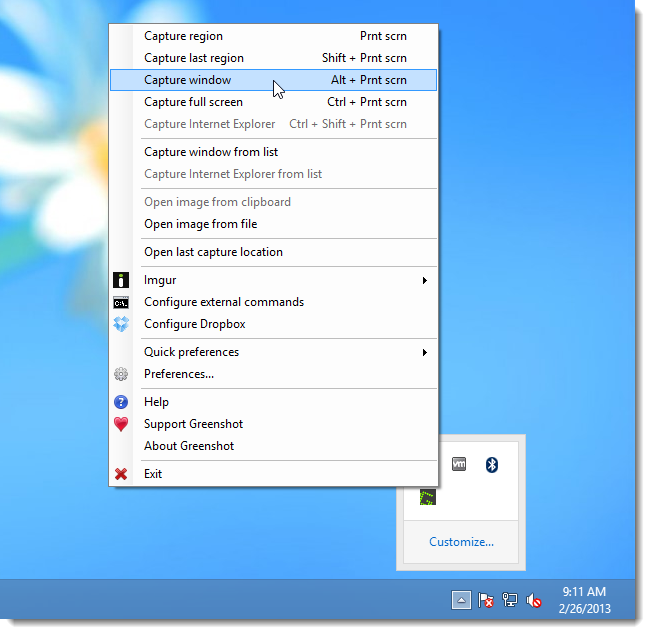 Capture region Prnt scrn
Capture last region Shift + Prnt scrn
Capture window Alt + Prnt scrn
Capture full screen Ctrl + Prnt scrn
Capture Internet Explorer Ctrl + Shift + Prnt scrn
Capture window from list
Capture Internet Explorer from list
Open image from clipboard
Open image from file
Open last capture location
Imgur
Configure external commands
Configure Dropbox
Quick preferences
Preferences...
Help
Support Greenshot
About Greenshot
Exit
vm
Customize...
9:11 AM
2/26/2013